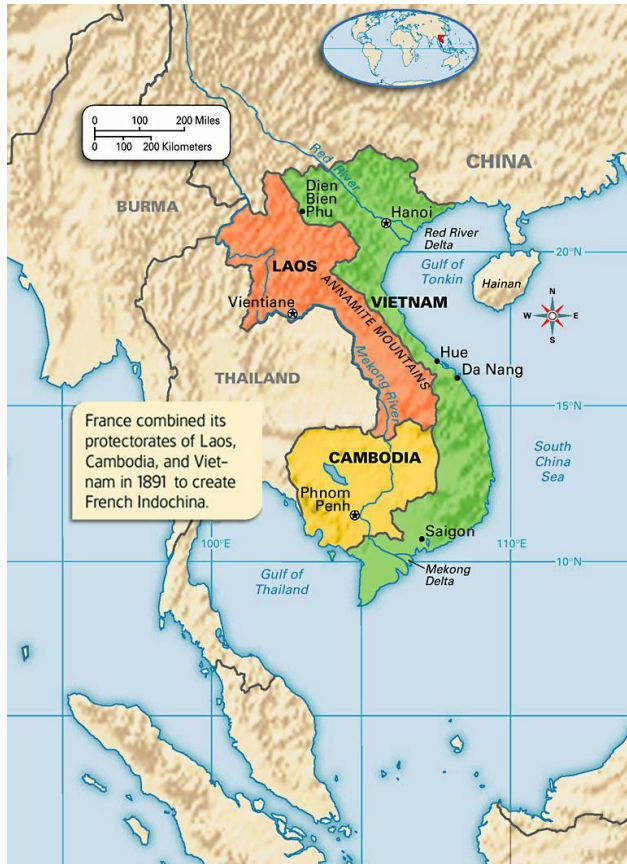 0 100 200 Miles
0 100 200 Kilometers
CHINA
Red River
Dien
Bien
Phu
BURMA
Hanoi
Red River
Delta
20°N
Gulf of
Tonkin
Hainan
LAOS
N
W E
S
VIETNAM
ANNAMITE MOUNTAINS
Vientiane
Hue
Da Nang
Mekong River
THAILAND
15°N
France combined its
protectorates of Laos,
Cambodia, and Viet-
nam in 1891 to create
French Indochina.
CAMBODIA
South
China
Sea
Phnom
Penh
Saigon
100°E
110°E
10°N
Mekong
Delta
Gulf of
Thailand